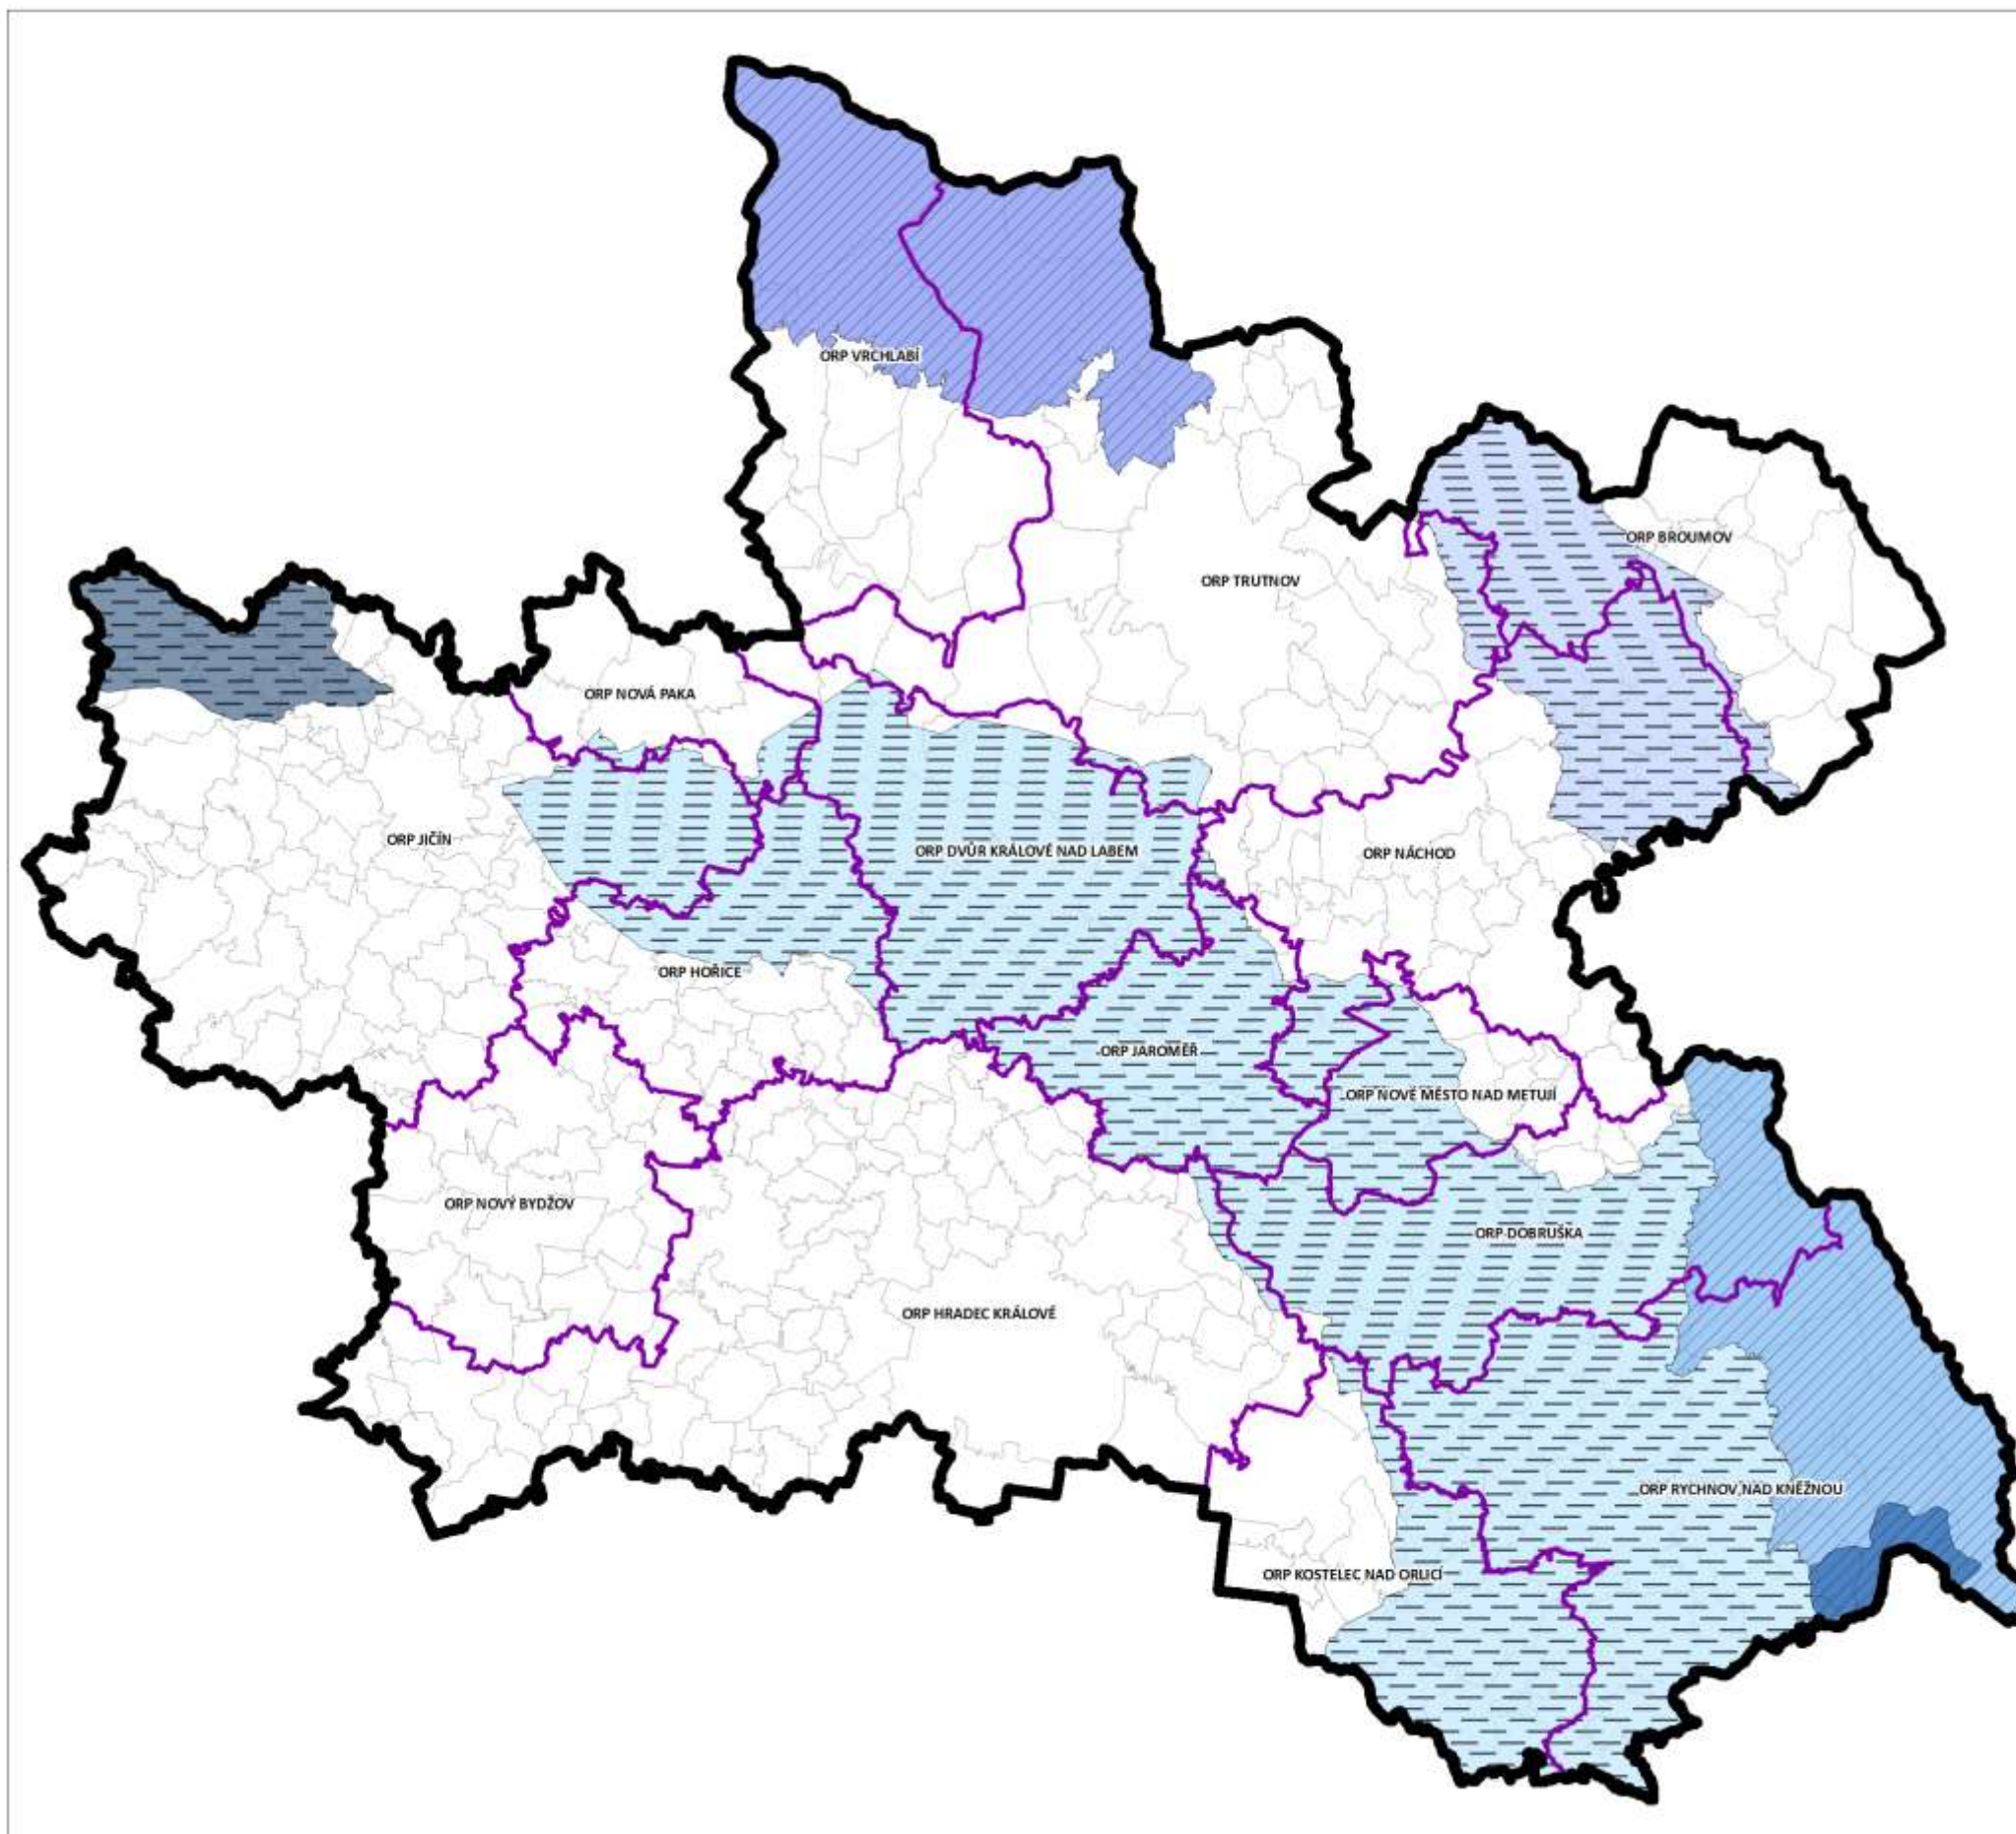 ORP VRCHLABÍ
ORP BROUMOV
ORP TRUTNOV
ORP NOVÁ PAKA
ORP JIČÍN
ORP DVŮR KRÁLOVÉ NAD LABEM
ORP NÁCHOD
ORP HOŘICE
ORP JAROMĚŘ
ORP NOVÉ MĚSTO NAD METUJÍ
ORP NOVÝ BYDŽOV
ORP DOBRUŠKA
ORP HRADEC KRÁLOVÉ
ORP RYCHNOV NAD KNĚŽNOU
ORP KOSTELEC NAD ORLICÍ